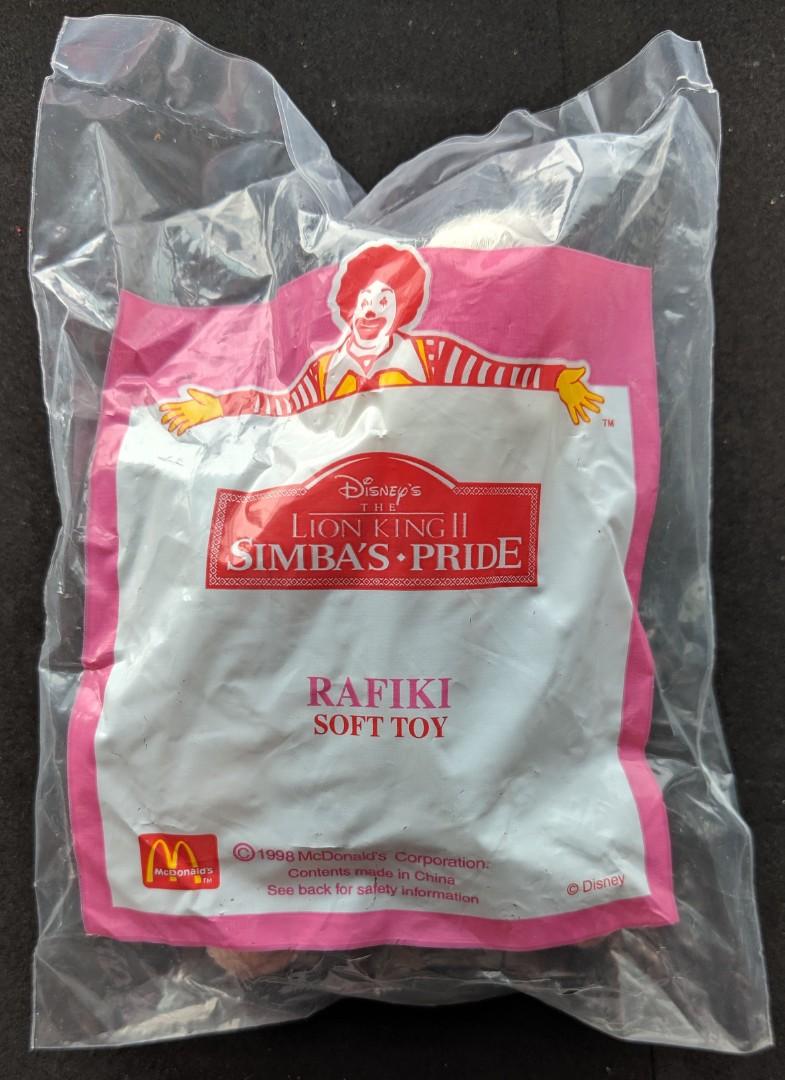 TM
Disney's
THE
LION KING II
SIMBA'S • PRIDE
RAFIKI
SOFT TOY
McDonald's
TM
© 1998 McDonald's Corporation.
Contents made in China
See back for safety information
© Disney